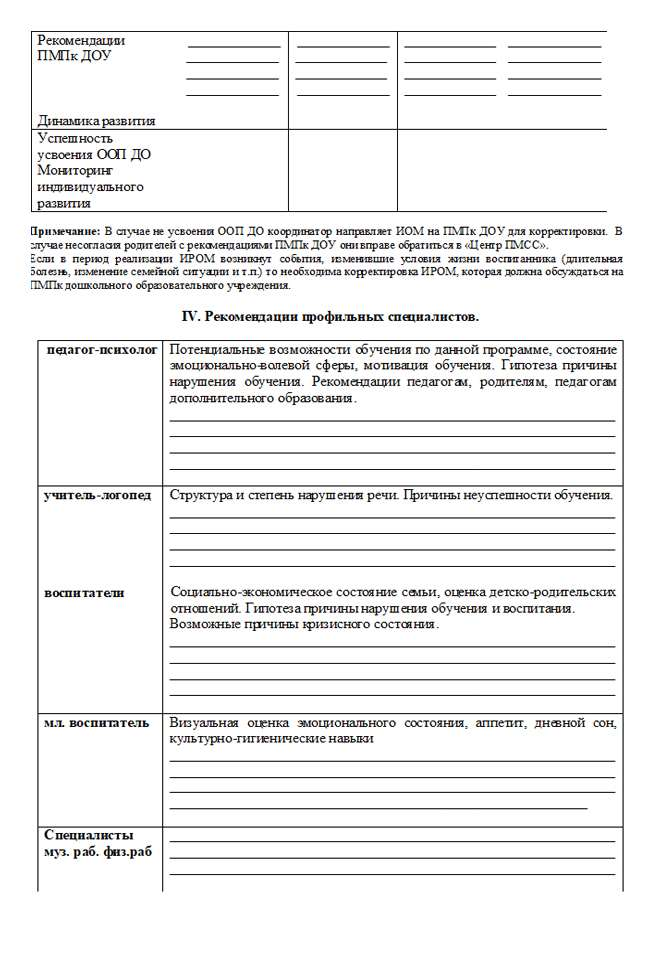 Рекомендации
ПМПк ДОУ
Динамика развития
Успешность
усвоения ООП ДО
Мониторинг
индивидуального
развития
Примечание: В случае не усвоения ООП ДО координатор направляет ИОМ на ПМПк ДОУ для корректировки. В
случае несогласия родителей с рекомендациями ПМПк ДОУ они вправе обратиться в «Центр ПМСС».
Если в период реализации ИРОМ возникнут события, изменившие условия жизни воспитанника (длительная
болезнь, изменение семейной ситуации и т.п.) то необходима корректировка ИРОМ, которая должна обсуждаться на
ПМПк дошкольного образовательного учреждения.
IV. Рекомендации профильных специалистов.
педагог-психолог
Потенциальные возможности обучения по данной программе, состояние
эмоционально-волевой сферы, мотивация обучения. Гипотеза причины
нарушения обучения. Рекомендации педагогам, родителям, педагогам
дополнительного образования.
учитель-логопед
Структура и степень нарушения речи. Причины неуспешности обучения.
воспитатели
Социально-экономическое состояние семьи, оценка детско-родительских
отношений. Гипотеза причины нарушения обучения и воспитания.
Возможные причины кризисного состояния.
мл. воспитатель
Визуальная оценка эмоционального состояния, аппетит, дневной сон,
культурно-гигиенические навыки
Специалисты
муз. раб. физ.раб